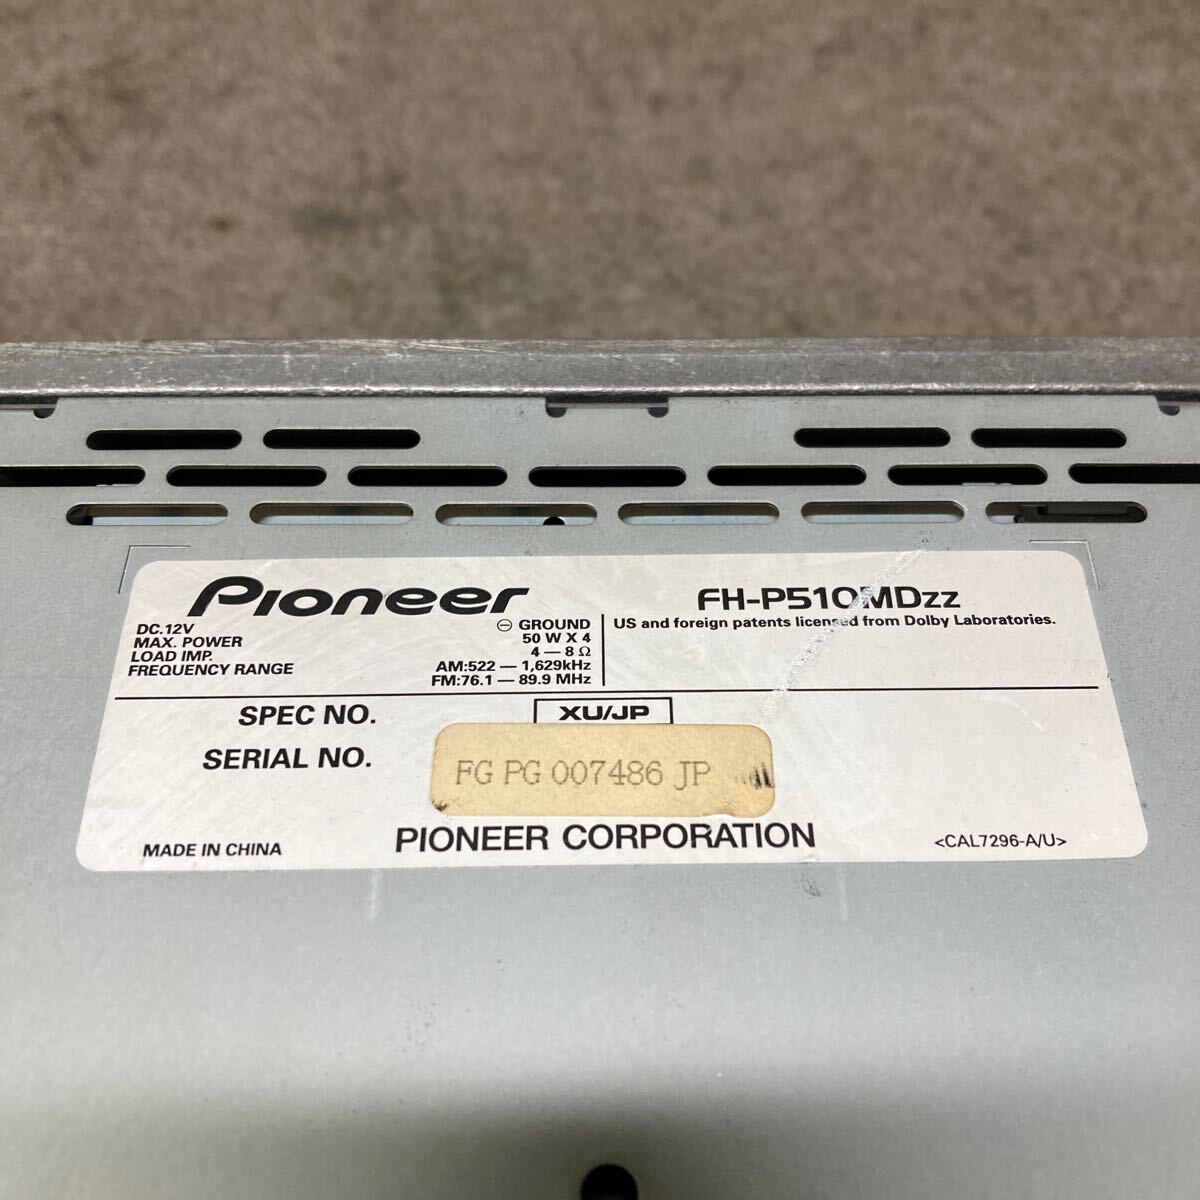 Pioneer
FH-P510MDzz
DC.12V ⊖ GROUND
MAX. POWER 50 W X 4
LOAD IMP. 4 — 8 Ω
FREQUENCY RANGE AM:522 — 1,629kHz
FM:76.1 — 89.9 MHz
US and foreign patents licensed from Dolby Laboratories.
SPEC NO. XU/JP
SERIAL NO. FG PG 007486 JP
MADE IN CHINA
PIONEER CORPORATION
<CAL7296-A/U>